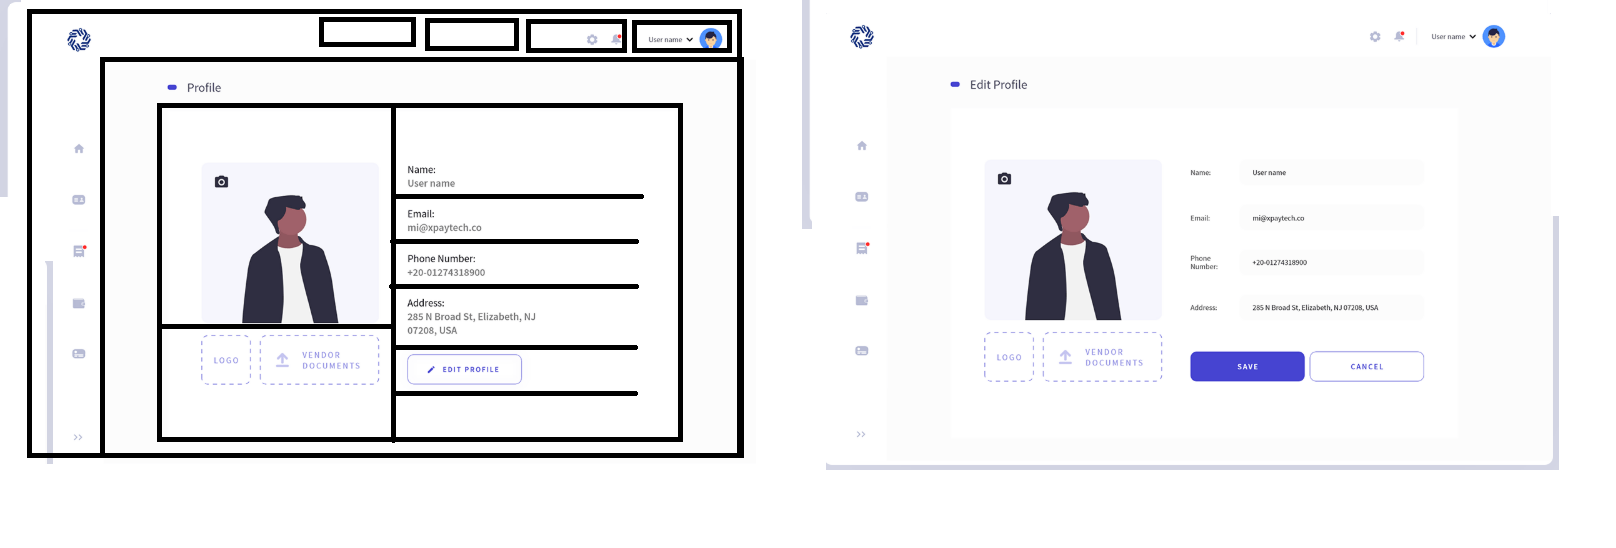 User name
Profile
Name:
User name
Email:
mi@xpaytech.co
Phone Number:
+20-01274318900
Address:
285 N Broad St, Elizabeth, NJ
07208, USA
LOGO
VENDOR
DOCUMENTS
EDIT PROFILE
User name
Edit Profile
Name:
User name
Email:
mi@xpaytech.co
Phone
Number:
+20-01274318900
Address:
285 N Broad St, Elizabeth, NJ 07208, USA
LOGO
VENDOR
DOCUMENTS
SAVE
CANCEL